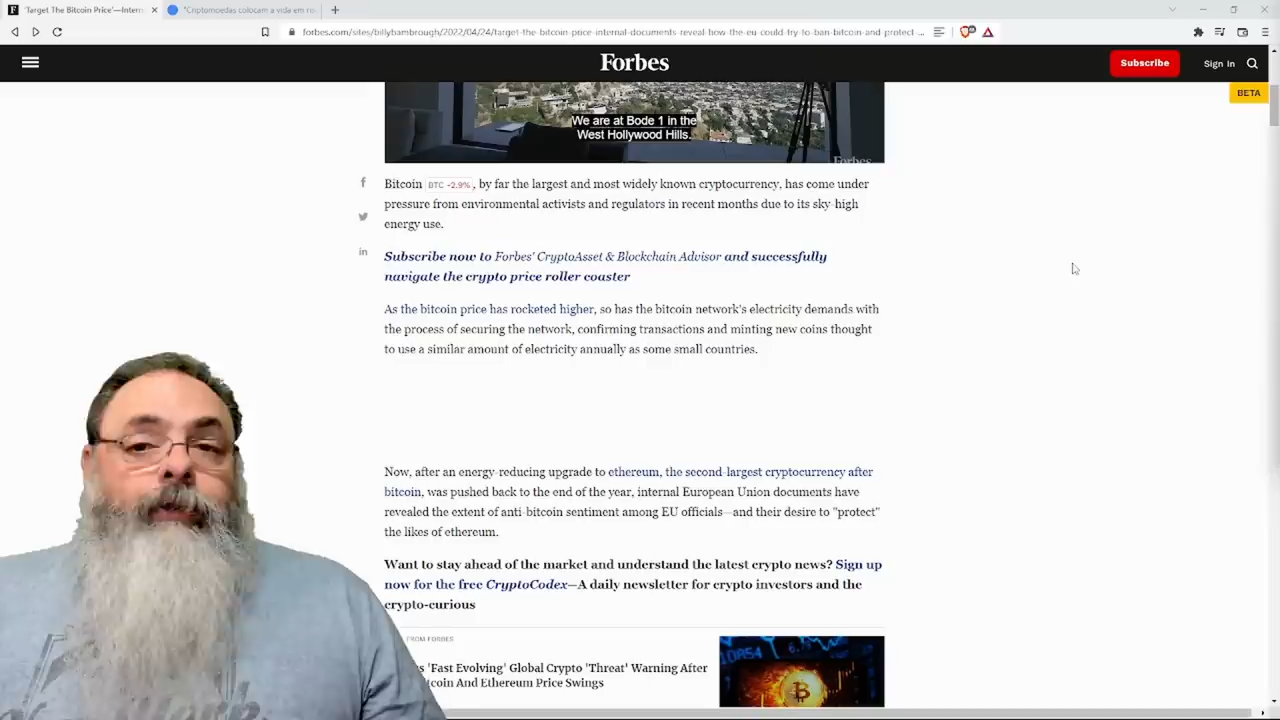 'Target The Bitcoin Price'—Intern
"Criptomoedas colocam a vida em ro
forbes.com/sites/billybambrough/2022/04/24/target-the-bitcoin-price-internal-documents-reveal-how-the-eu-could-try-to-ban-bitcoin-and-protect ...
Forbes
Subscribe
Sign In
BETA
We are at Bode 1 in the
West Hollywood Hills.
Forbes
Bitcoin BTC -2.9% , by far the largest and most widely known cryptocurrency, has come under
pressure from environmental activists and regulators in recent months due to its sky-high
energy use.
Subscribe now to Forbes' CryptoAsset & Blockchain Advisor and successfully
navigate the crypto price roller coaster
As the bitcoin price has rocketed higher, so has the bitcoin network's electricity demands with
the process of securing the network, confirming transactions and minting new coins thought
to use a similar amount of electricity annually as some small countries.
Now, after an energy-reducing upgrade to ethereum, the second-largest cryptocurrency after
bitcoin, was pushed back to the end of the year, internal European Union documents have
revealed the extent of anti-bitcoin sentiment among EU officials—and their desire to "protect"
the likes of ethereum.
Want to stay ahead of the market and understand the latest crypto news? Sign up
now for the free CryptoCodex—A daily newsletter for crypto investors and the
crypto-curious
FROM FORBES
'Fast Evolving' Global Crypto 'Threat' Warning After
And Ethereum Price Swings